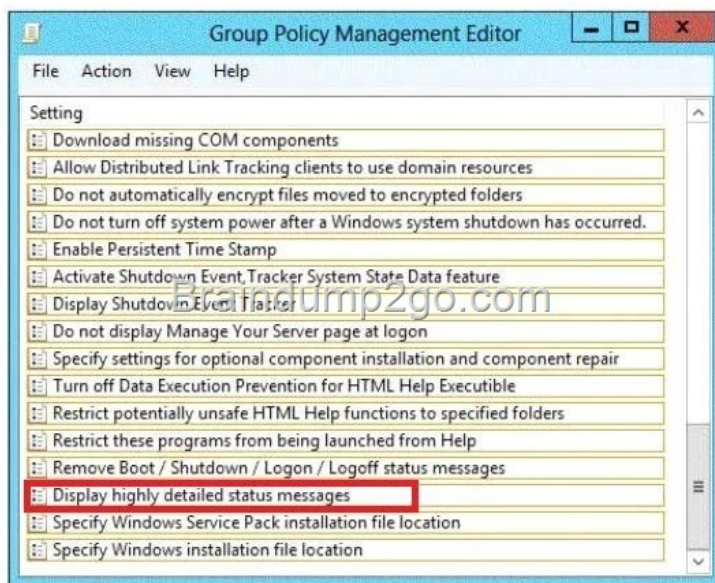 Group Policy Management Editor
File Action View Help
Setting
Download missing COM components
Allow Distributed Link Tracking clients to use domain resources
Do not automatically encrypt files moved to encrypted folders
Do not turn off system power after a Windows system shutdown has occurred.
Enable Persistent Time Stamp
Activate Shutdown Event Tracker System State Data feature
Display Shutdown Event Tracker
Braindump2go.com
Do not display Manage Your Server page at logon
Specify settings for optional component installation and component repair
Turn off Data Execution Prevention for HTML Help Executible
Restrict potentially unsafe HTML Help functions to specified folders
Restrict these programs from being launched from Help
Remove Boot / Shutdown / Logon / Logoff status messages
Display highly detailed status messages
Specify Windows Service Pack installation file location
Specify Windows installation file location